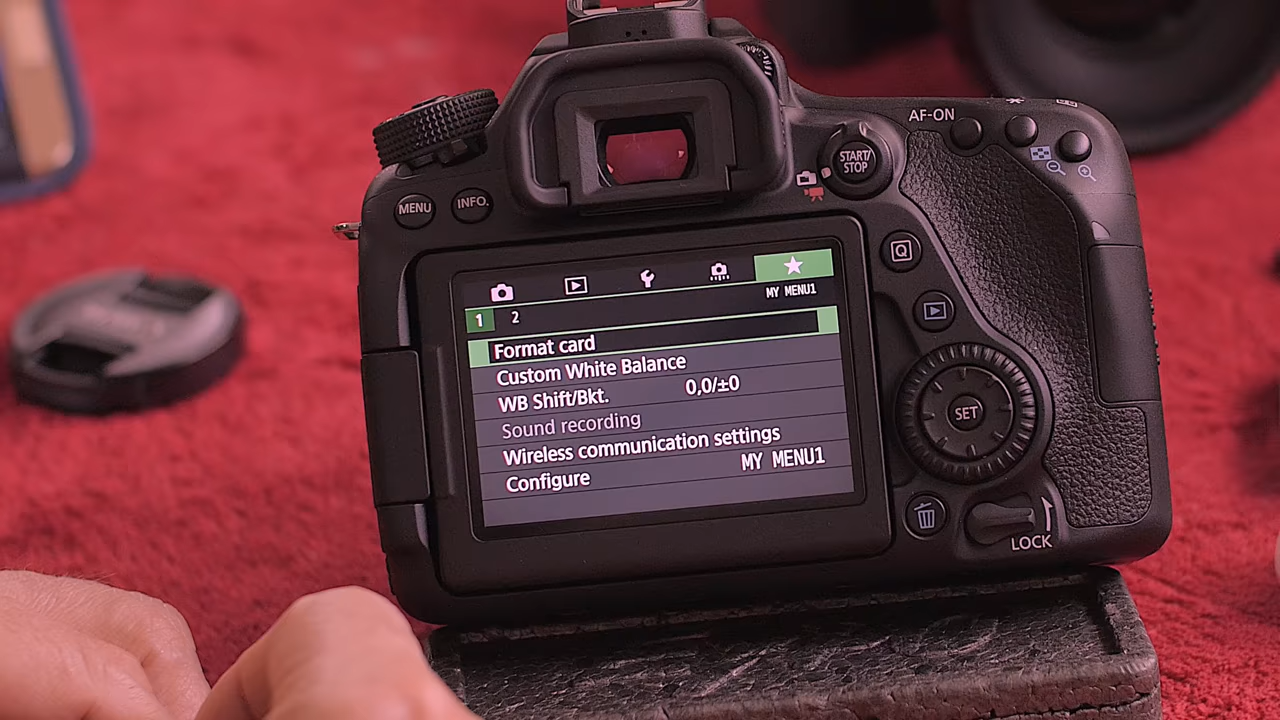 AF-ON
START/
STOP
MENU
INFO.
Q
MY MENU1
1 2
Format card
Custom White Balance
WB Shift/Bkt. 0,0/±0
Sound recording
Wireless communication settings
Configure MY MENU1
SET
LOCK